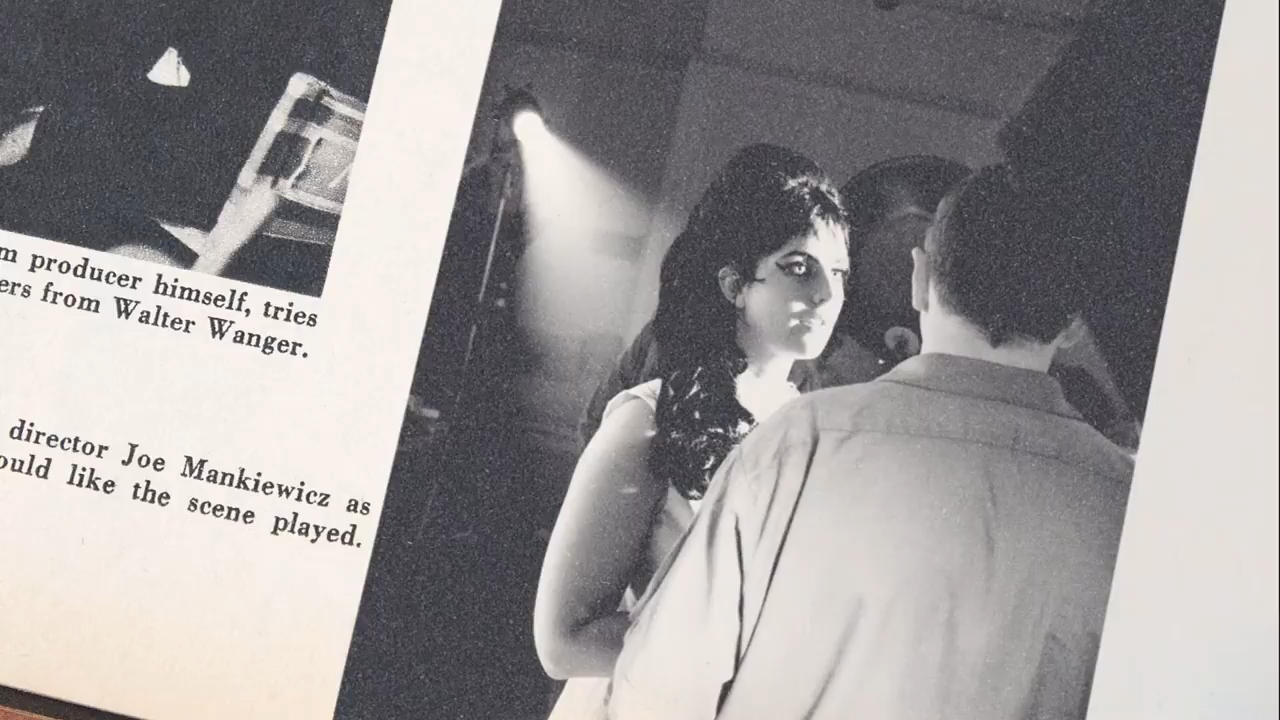 m producer himself, tries
ers from Walter Wanger.
director Joe Mankiewicz as
ould like the scene played.